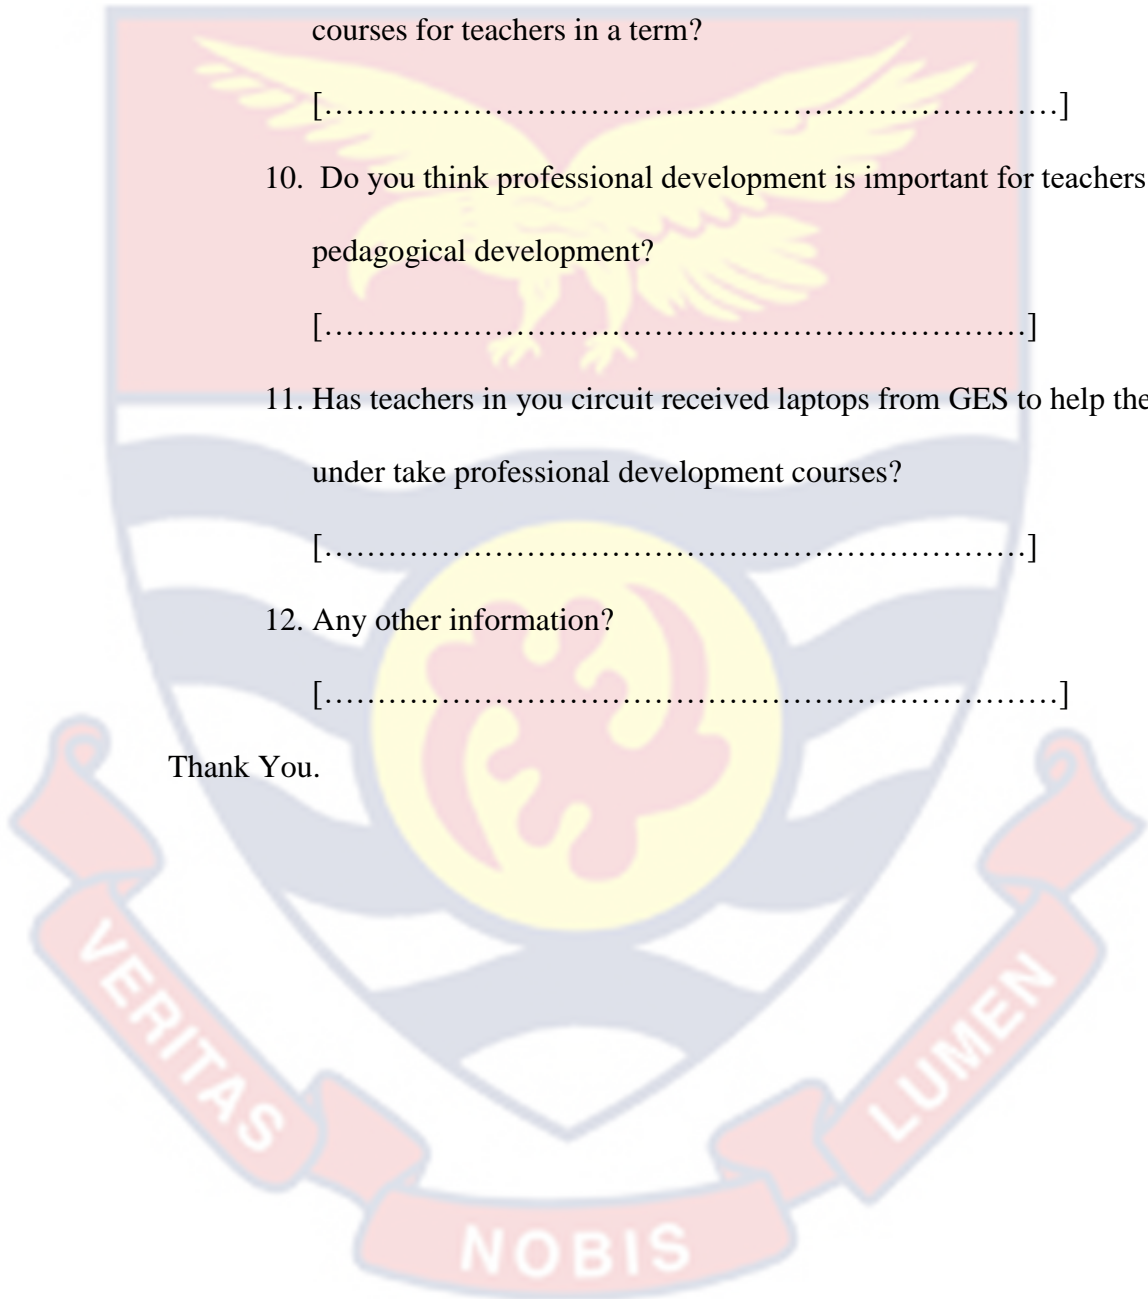 courses for teachers in a term?
[……………………………………………………………]
10. Do you think professional development is important for teachers
pedagogical development?
[…………………………………………………………]
11. Has teachers in you circuit received laptops from GES to help the
under take professional development courses?
[…………………………………………………………]
12. Any other information?
[……………………………………………………………]
Thank You.
VERITAS
NOBIS
LUMEN